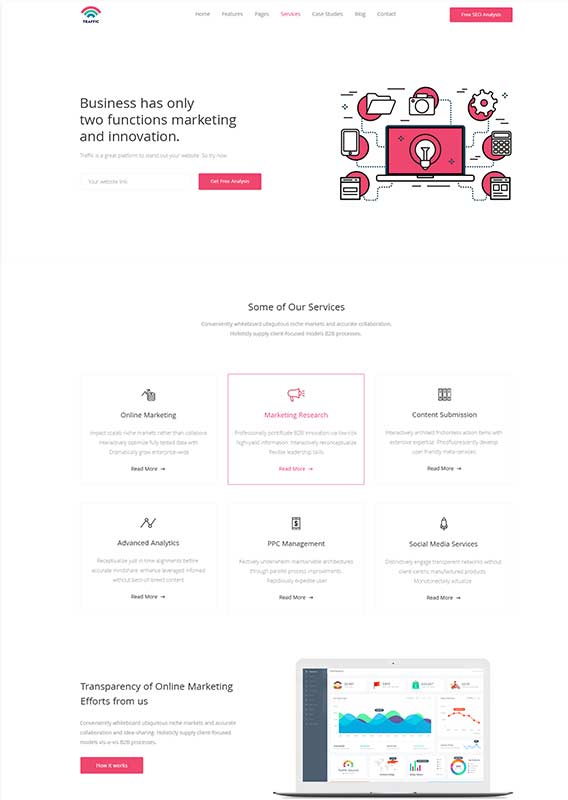 TRAFFIC
Home Features Pages Services Case Studies Blog Contact
Free SEO Analysis
Business has only
two functions marketing
and innovation.
Traffic is a great platform to stand out your website. So try now.
Your website link
Get Free Analysis
Some of Our Services
Conveniently whiteboard ubiquitous niche markets and accurate collaboration.
Holisticly supply client-focused models B2B processes.
Online Marketing
Impact scalable niche markets rather than collabora
Interactively optimize fully tested data with
Dramatically grow enterprise-wide
Read More →
Marketing Research
Professionally pontificate B2B innovation via low-risk
high-yield information. Interactively reconceptualize
flexible leadership skills
Read More →
Content Submission
Interactively architect frictionless action items with
extensive expertise. Phosfluorescently develop
user friendly meta-services
Read More →
Advanced Analytics
Receptualize just in time alignments before
accurate mindshare. enhance leveraged
without best-of-breed content
Read More →
PPC Management
underwhelm maintainable architectures
through parallel process improvements.
Rapidiously expedite user
Read More →
Social Media Services
Distinctively engage transparent networks without
client-centric manufactured products.
Monotonectally actualize
Read More →
Transparency of Online Marketing
Efforts from us
Conveniently whiteboard ubiquitous niche markets and accurate
collaboration and idea-sharing. Holisticly supply client-focused
models vis-a-vis B2B processes.
How it works